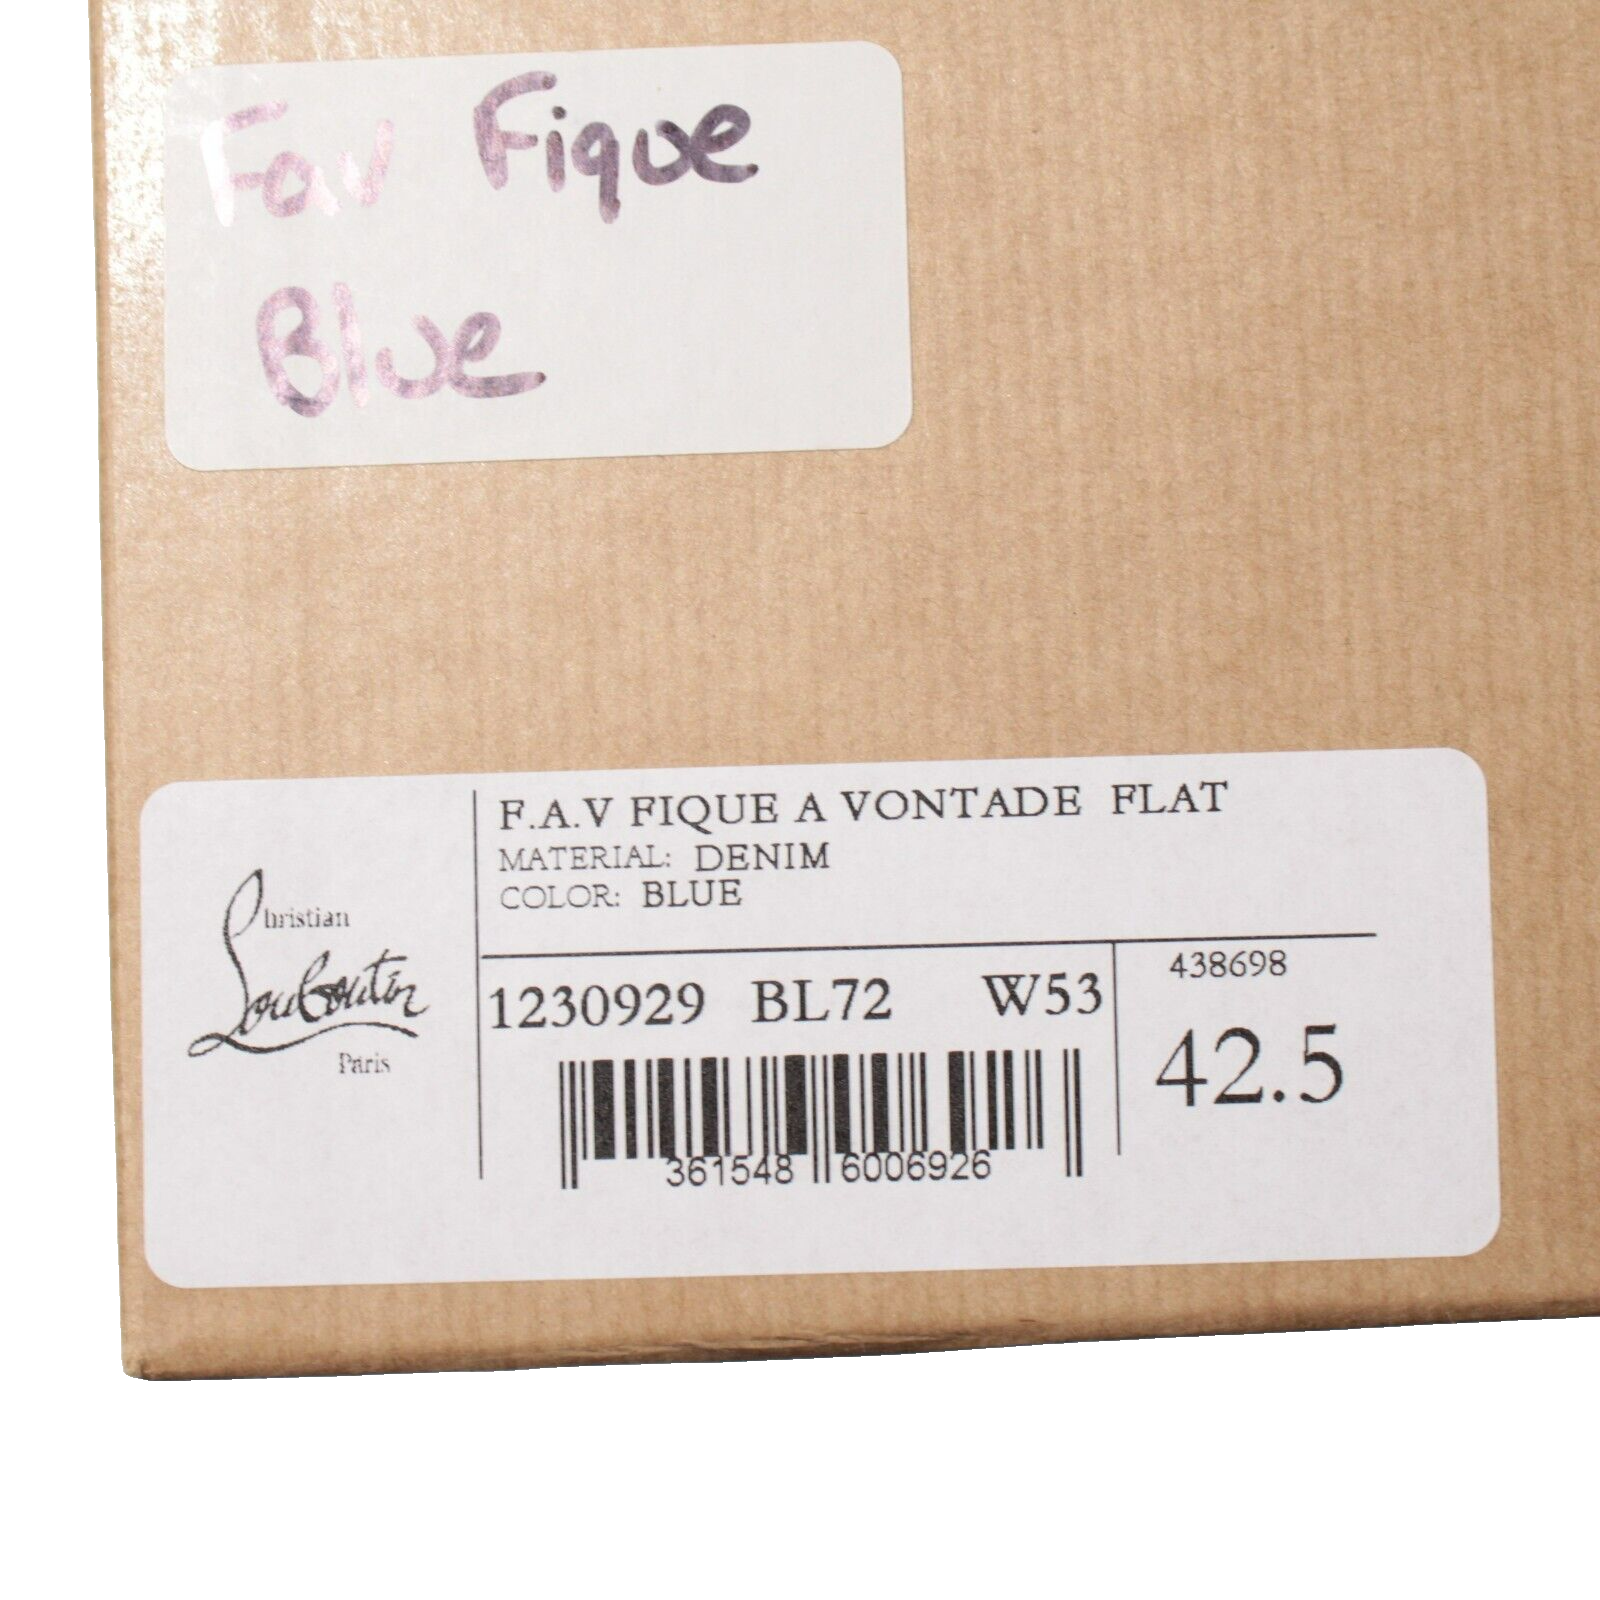 Fav Fique
Blue
F.A.V FIQUE A VONTADE FLAT
MATERIAL: DENIM
COLOR: BLUE
Christian
Louboutin
Paris
1230929 BL72 W53
438698
42.5
361548 6006926